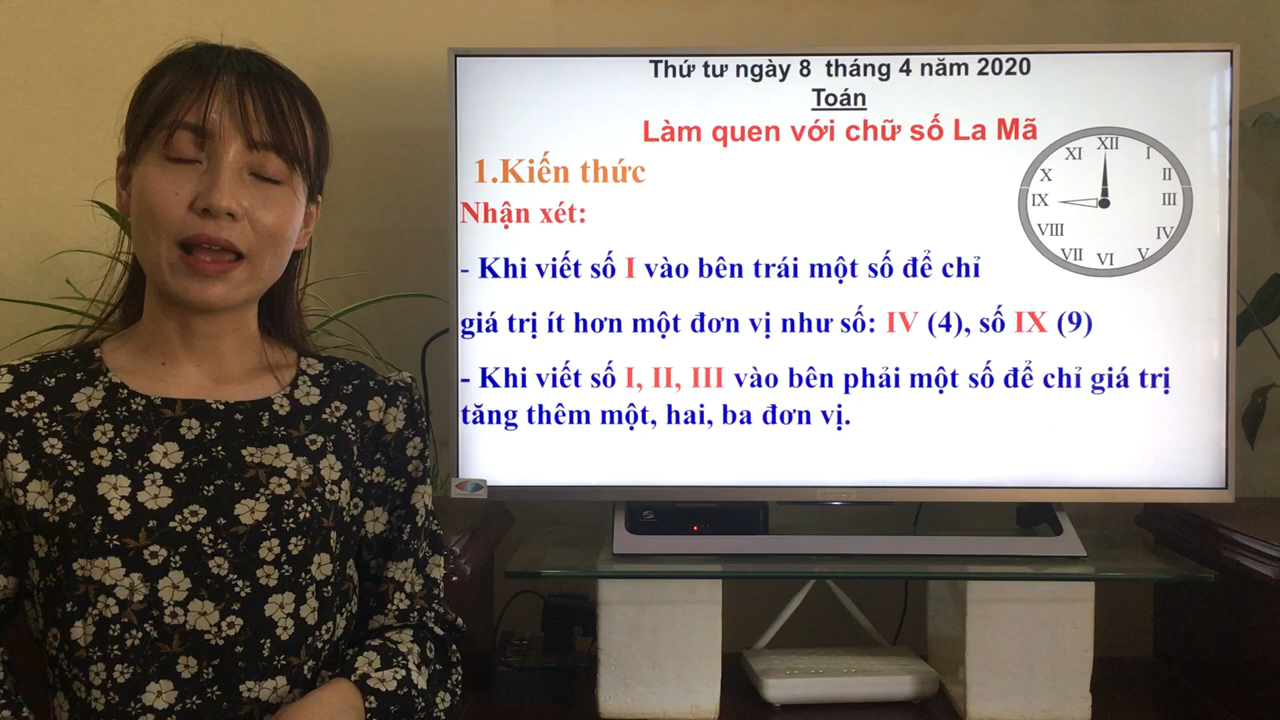 Thứ tư ngày 8 tháng 4 năm 2020
Toán
Làm quen với chữ số La Mã
1.Kiến thức
Nhận xét:
- Khi viết số I vào bên trái một số để chỉ
giá trị ít hơn một đơn vị như số: IV (4), số IX (9)
- Khi viết số I, II, III vào bên phải một số để chỉ giá trị
tăng thêm một, hai, ba đơn vị.
XII
I
II
III
IV
V
VI
VII
VIII
IX
X
XI